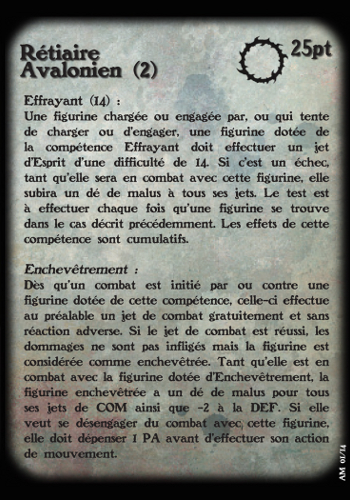 Rétiaire
Avalonien (2)
25pt
Effrayant (14) :
Une figurine chargée ou engagée par, ou qui tente
de charger ou d'engager, une figurine dotée de
la compétence Effrayant doit effectuer un jet
d'Esprit d'une difficulté de 14. Si c'est un échec,
tant qu'elle sera en combat avec cette figurine, elle
subira un dé de malus à tous ses jets. Le test est
à effectuer chaque fois qu'une figurine se trouve
dans le cas décrit précédemment. Les effets de cette
compétence sont cumulatifs.
Enchevêtrement :
Dès qu'un combat est initié par ou contre une
figurine dotée de cette compétence, celle-ci effectue
au préalable un jet de combat gratuitement et sans
réaction adverse. Si le jet de combat est réussi, les
dommages ne sont pas infligés mais la figurine est
considérée comme enchevêtrée. Tant qu'elle est en
combat avec la figurine dotée d'Enchevêtrement, la
figurine enchevêtrée a un dé de malus pour tous
ses jets de COM ainsi que -2 à la DEF. Si elle
veut se désengager du combat avec cette figurine,
elle doit dépenser 1 PA avant d'effectuer son action
de mouvement.
AM 01/14